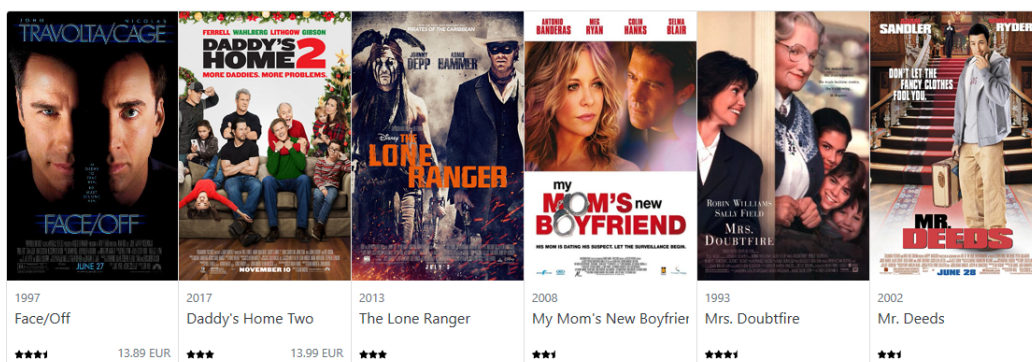 JOHN NICOLAS
TRAVOLTA/CAGE
FACE/OFF
JUNE 27
FERRELL WAHLBERG LITHGOW GIBSON
DADDY'S
HOME 2
MORE DADDIES. MORE PROBLEMS.
NOVEMBER 10
PIRATES OF THE CARIBBEAN
JOHNNY DEPP ARMIE HAMMER
Disney
THE
LONE
RANGER
JULY 3
ANTONIO BANDERAS
MEG RYAN
COLIN HANKS
SELMA BLAIR
my
MOM'S new
BOYFRIEND
HIS MOM IS DATING HIS SUSPECT. LET THE SURVEILLANCE BEGIN.
ROBIN WILLIAMS
SALLY FIELD
MRS.
DOUBTFIRE
SANDLER RYDER
DON'T LET THE
FANCY CLOTHES
FOOL YOU.
MR.
DEEDS
JUNE 28
1997
Face/Off
13.89 EUR
2017
Daddy's Home Two
13.99 EUR
2013
The Lone Ranger
2008
My Mom's New Boyfrier
1993
Mrs. Doubtfire
2002
Mr. Deeds